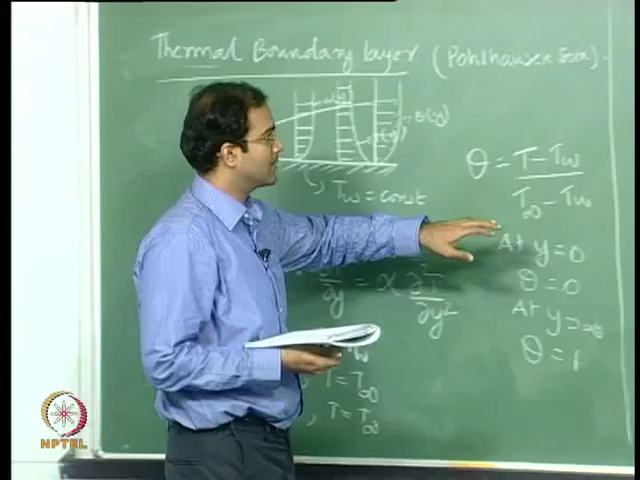 Thermal Boundary layer (Pohlhausen Soln).
θ(y)
Tw = const
θ = T - Tw / T∞ - Tw
∂y = α ∂²T / ∂y²
At y = 0
θ = 0
At y = ∞
θ = 1
T = T∞
, T = T∞
NPTEL